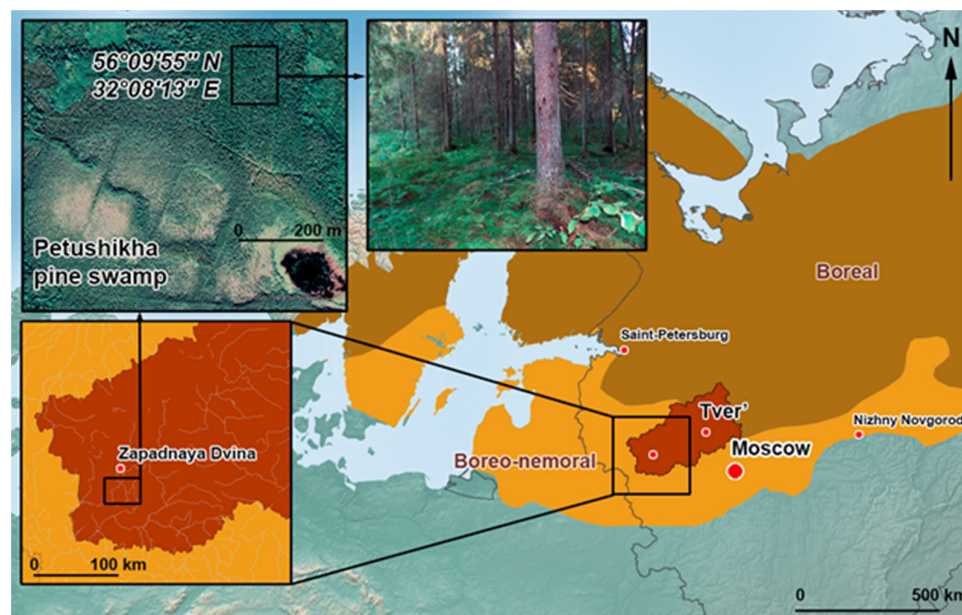 56°09'55" N
32°08'13" E
0 200 m
Petushikha
pine swamp
N
Boreal
Saint-Petersburg
Tver'
Nizhny Novgorod
Moscow
Boreo-nemoral
Zapadnaya Dvina
0 100 km
0 500 km